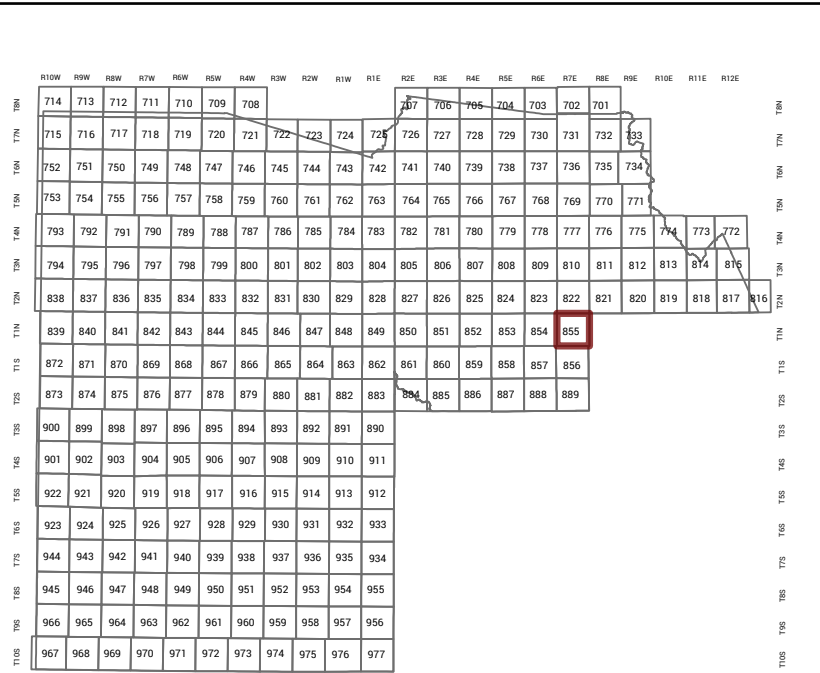 R10W R9W R8W R7W R6W R5W R4W R3W R2W R1W R1E R2E R3E R4E R5E R6E R7E R8E R9E R10E R11E R12E
T8N 714 713 712 711 710 709 708 707 706 705 704 703 702 701 T8N
T7N 715 716 717 718 719 720 721 722 723 724 725 726 727 728 729 730 731 732 733 T7N
T6N 752 751 750 749 748 747 746 745 744 743 742 741 740 739 738 737 736 735 734 T6N
T5N 753 754 755 756 757 758 759 760 761 762 763 764 765 766 767 768 769 770 771 T5N
T4N 793 792 791 790 789 788 787 786 785 784 783 782 781 780 779 778 777 776 775 774 773 772 T4N
T3N 794 795 796 797 798 799 800 801 802 803 804 805 806 807 808 809 810 811 812 813 814 815 T3N
T2N 838 837 836 835 834 833 832 831 830 829 828 827 826 825 824 823 822 821 820 819 818 817 816 T2N
T1N 839 840 841 842 843 844 845 846 847 848 849 850 851 852 853 854 855 T1N
T1S 872 871 870 869 868 867 866 865 864 863 862 861 860 859 858 857 856 T1S
T2S 873 874 875 876 877 878 879 880 881 882 883 884 885 886 887 888 889 T2S
T3S 900 899 898 897 896 895 894 893 892 891 890 T3S
T4S 901 902 903 904 905 906 907 908 909 910 911 T4S
T5S 922 921 920 919 918 917 916 915 914 913 912 T5S
T6S 923 924 925 926 927 928 929 930 931 932 933 T6S
T7S 944 943 942 941 940 939 938 937 936 935 934 T7S
T8S 945 946 947 948 949 950 951 952 953 954 955 T8S
T9S 966 965 964 963 962 961 960 959 958 957 956 T9S
T10S 967 968 969 970 971 972 973 974 975 976 977 T10S